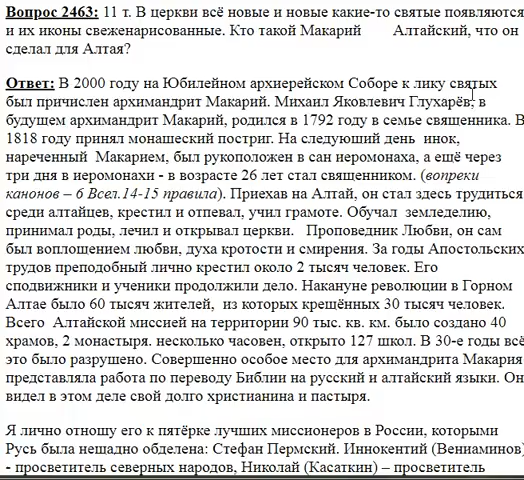 Вопрос 2463: 11 т. В церкви всё новые и новые какие-то святые появляются
и их иконы свеженарисованные. Кто такой Макарий Алтайский, что он
сделал для Алтая?
Ответ: В 2000 году на Юбилейном архиерейском Соборе к лику святых
был причислен архимандрит Макарий. Михаил Яковлевич Глухарёв, в
будущем архимандрит Макарий, родился в 1792 году в семье священника. В
1818 году принял монашеский постриг. На следующий день инок,
нареченный Макарием, был рукоположен в сан иеромонаха, а ещё через
три дня в иеромонахи - в возрасте 26 лет стал священником. (вопреки
канонов – 6 Всел.14-15 правила). Приехав на Алтай, он стал здесь трудиться
среди алтайцев, крестил и отпевал, учил грамоте. Обучал земледелию,
принимал роды, лечил и открывал церкви. Проповедник Любви, он сам
был воплощением любви, духа кротости и смирения. За годы Апостольских
трудов преподобный лично крестил около 2 тысяч человек. Его
сподвижники и ученики продолжили дело. Накануне революции в Горном
Алтае было 60 тысяч жителей, из которых крещённых 30 тысяч человек.
Всего Алтайской миссией на территории 90 тыс. кв. км. было создано 40
храмов, 2 монастыря. несколько часовен, открыто 127 школ. В 30-е годы всё
это было разрушено. Совершенно особое место для архимандрита Макария
представляла работа по переводу Библии на русский и алтайский языки. Он
видел в этом деле свой долго христианина и пастыря.
Я лично отношу его к пятёрке лучших миссионеров в России, которыми
Русь была нещадно обделена: Стефан Пермский. Иннокентий (Вениаминов)
- просветитель северных народов, Николай (Касаткин) – просветитель